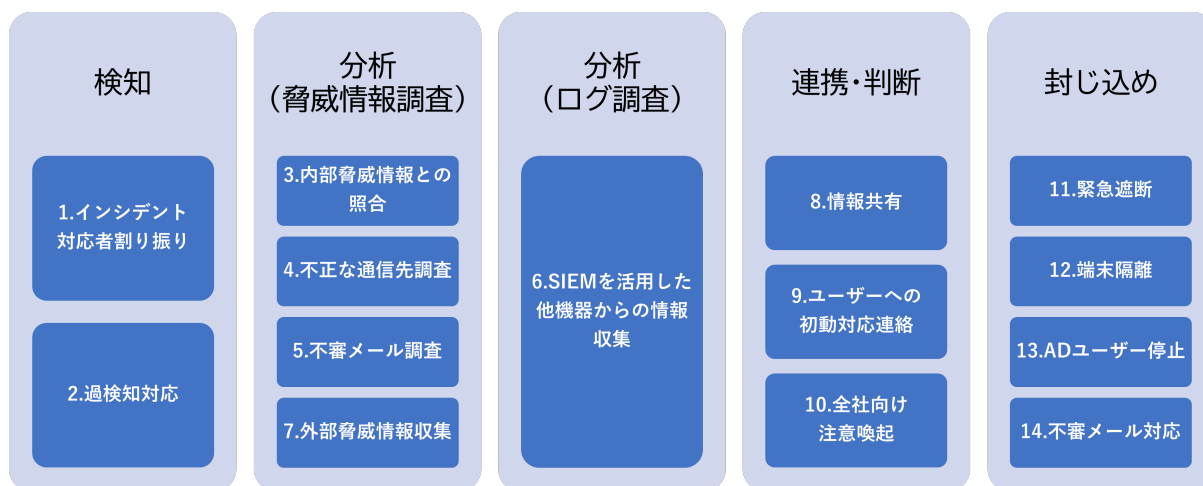 検知
1.インシデント
対応者割り振り
2.過検知対応
分析
（脅威情報調査）
3.内部脅威情報との
照合
4.不正な通信先調査
5.不審メール調査
7.外部脅威情報収集
分析
（ログ調査）
6.SIEMを活用した
他機器からの情報
収集
連携･判断
8.情報共有
9.ユーザーへの
初動対応連絡
10.全社向け
注意喚起
封じ込め
11.緊急遮断
12.端末隔離
13.ADユーザー停止
14.不審メール対応